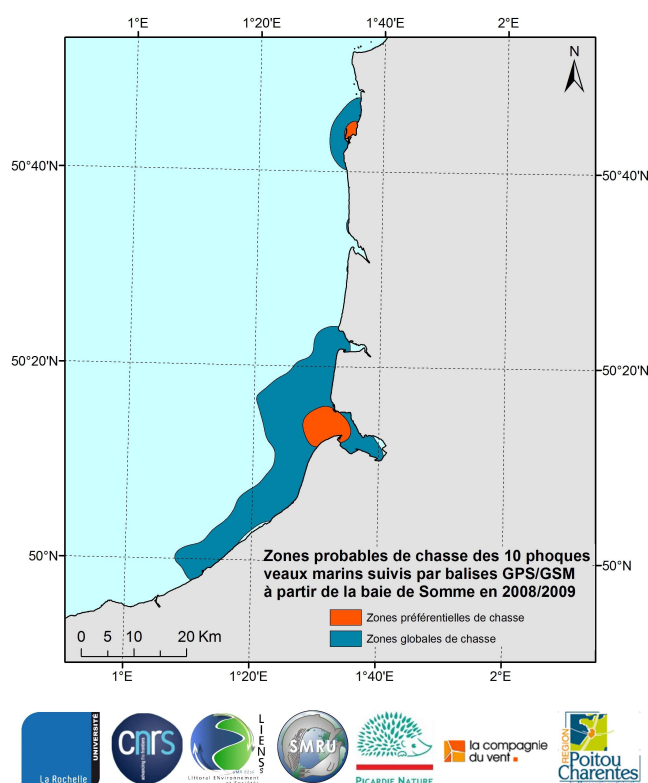 1°E 1°20'E 1°40'E 2°E
N
50°40'N 50°40'N
50°20'N 50°20'N
50°N 50°N
Zones probables de chasse des 10 phoques
veaux marins suivis par balises GPS/GSM
à partir de la baie de Somme en 2008/2009
Zones préférentielles de chasse
Zones globales de chasse
0 5 10 20 Km
1°E 1°20'E 1°40'E 2°E
La Rochelle
UNIVERSITÉ
cnrs
LIENSs
Littoral ENvironnement
SMRU
PICARDIE NATURE
la compagnie
du vent
RÉGION
Poitou
Charentes